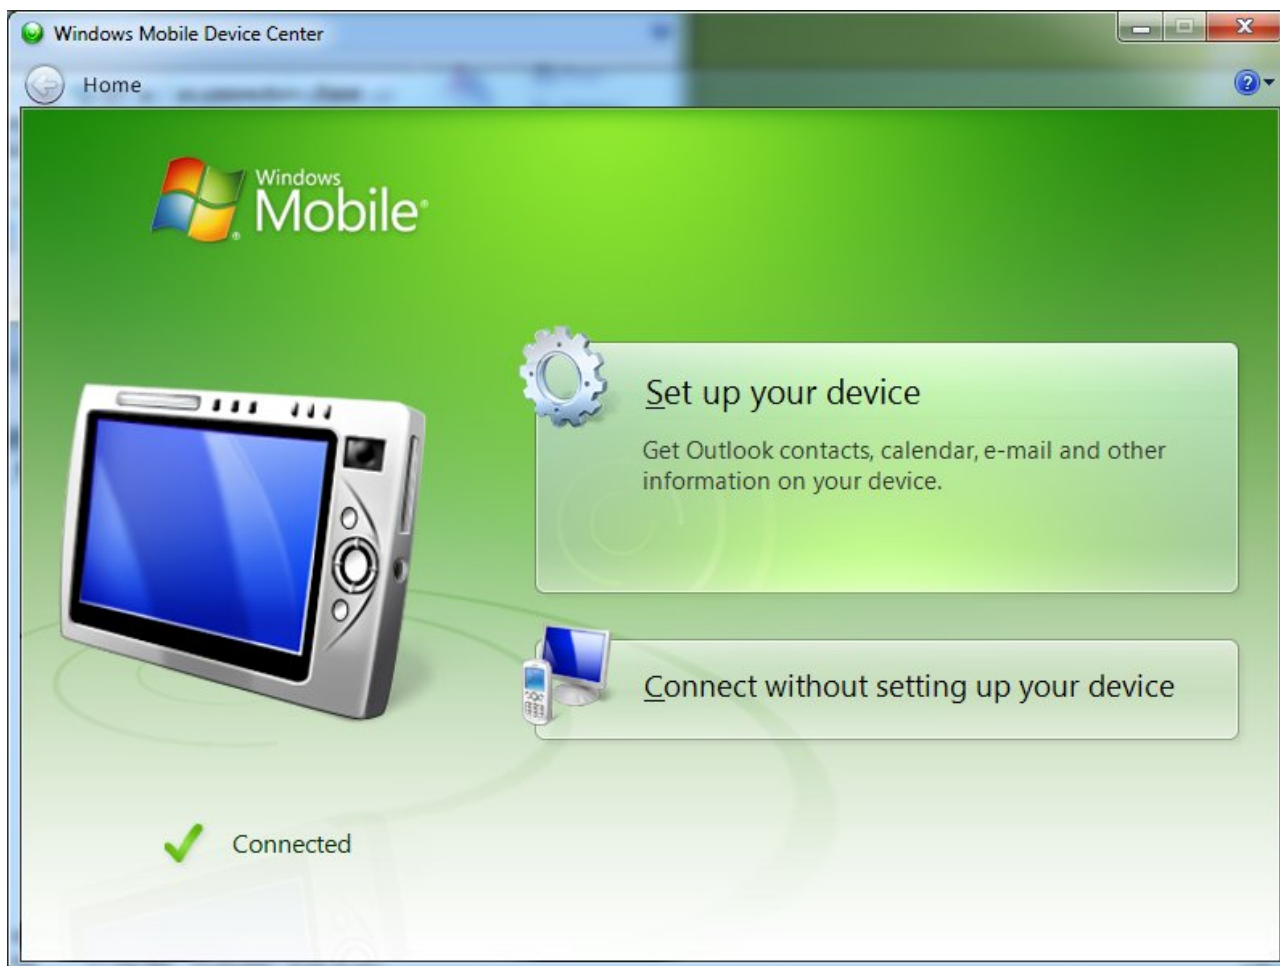 Windows Mobile Device Center
Home
Windows
Mobile®
®
Set up your device
Get Outlook contacts, calendar, e-mail and other
information on your device.
Connect without setting up your device
Connected